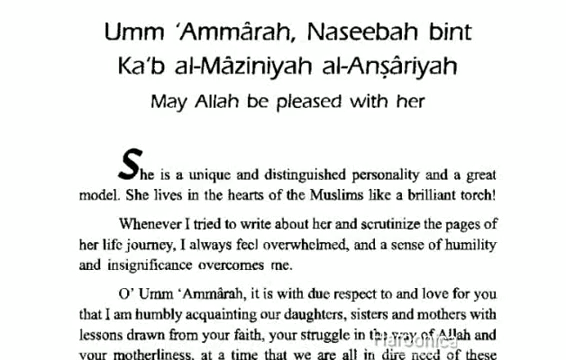 Umm ‘Ammârah, Naseebah bint
Ka‘b al-Mâziniyah al-Anṣâriyah
May Allah be pleased with her
She is a unique and distinguished personality and a great
model. She lives in the hearts of the Muslims like a brilliant torch!
Whenever I tried to write about her and scrutinize the pages of
her life journey, I always feel overwhelmed, and a sense of humility
and insignificance overcomes me.
O’ Umm ‘Ammârah, it is with due respect to and love for you
that I am humbly acquainting our daughters, sisters and mothers with
lessons drawn from your faith, your struggle in the way of Allah and
your motherliness, at a time that we are all in dire need of these